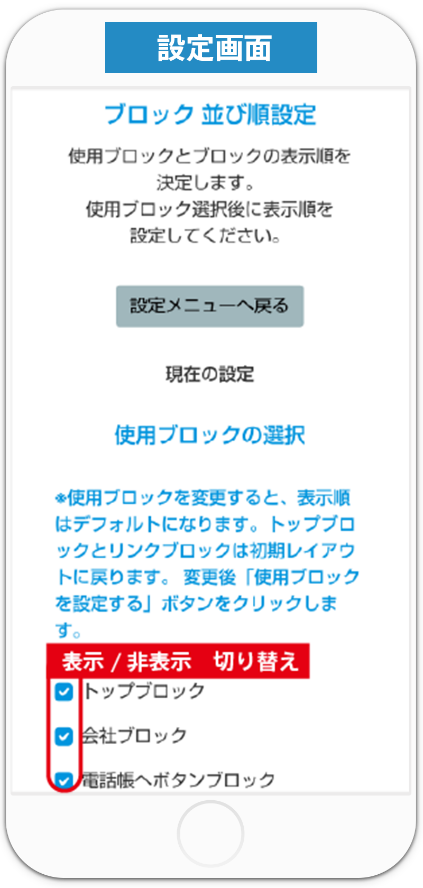 設定画面
ブロック 並び順設定
使用ブロックとブロックの表示順を
決定します。
使用ブロック選択後に表示順を
設定してください。
設定メニューへ戻る
現在の設定
使用ブロックの選択
※使用ブロックを変更すると、表示順
はデフォルトになります。トップブロ
ックとリンクブロックは初期レイアウ
トに戻ります。 変更後「使用ブロック
を設定する」ボタンをクリックしま
す。
表示 / 非表示　切り替え
トップブロック
会社ブロック
電話帳へボタンブロック